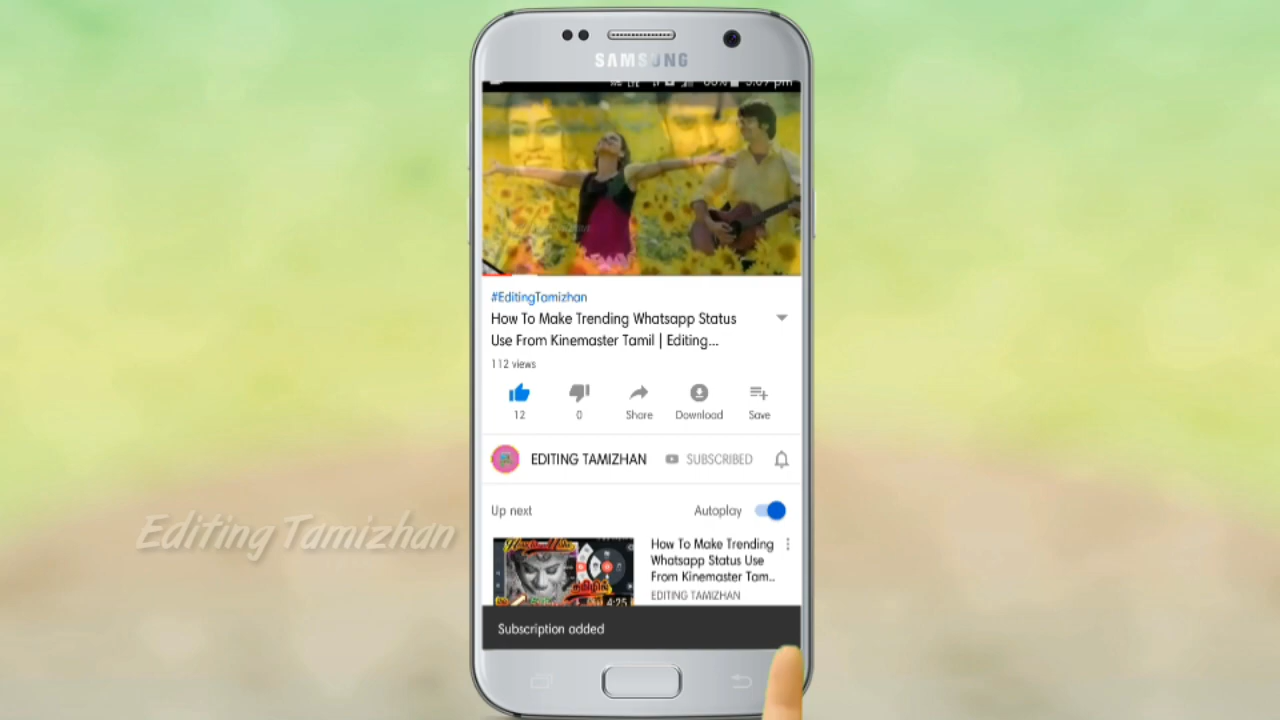 SAMSUNG
#EditingTamizhan
How To Make Trending Whatsapp Status
Use From Kinemaster Tamil | Editing...
112 views
12
0
Share
Download
Save
EDITING TAMIZHAN
SUBSCRIBED
Up next
Autoplay
Editing Tamizhan
தமிழில்
4:25
How To Make Trending
Whatsapp Status Use
From Kinemaster Tam..
EDITING TAMIZHAN
Subscription added